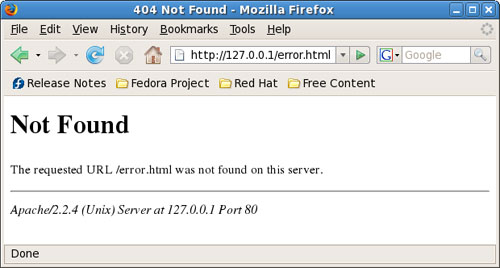 404 Not Found - Mozilla Firefox
File Edit View History Bookmarks Tools Help
http://127.0.0.1/error.html G Google
Release Notes Fedora Project Red Hat Free Content
Not Found
The requested URL /error.html was not found on this server.
Apache/2.2.4 (Unix) Server at 127.0.0.1 Port 80
Done